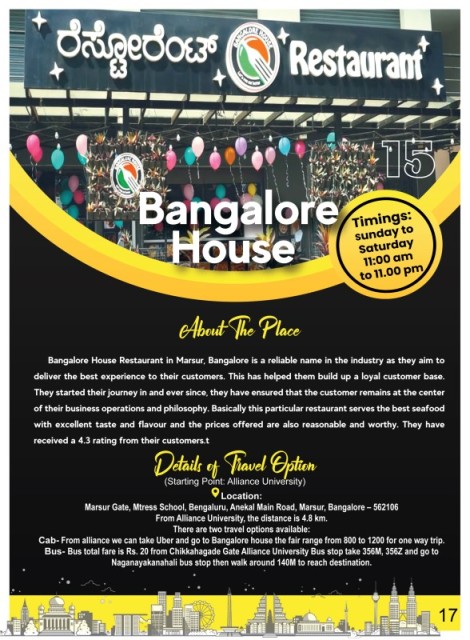 ರೆಸ್ಟೋರೆಂಟ್ BANGALORE HOUSE Restaurant
15
BANGALORE HOUSE
Bangalore
House
Timings:
sunday to
Saturday
11:00 am
to 11.00 pm
About The Place
Bangalore House Restaurant in Marsur, Bangalore is a reliable name in the industry as they aim to
deliver the best experience to their customers. This has helped them build up a loyal customer base.
They started their journey in and ever since, they have ensured that the customer remains at the center
of their business operations and philosophy. Basically this particular restaurant serves the best seafood
with excellent taste and flavour and the prices offered are also reasonable and worthy. They have
received a 4.3 rating from their customers.t
Details of Travel Option
(Starting Point: Alliance University)
Location:
Marsur Gate, Mtress School, Bengaluru, Anekal Main Road, Marsur, Bangalore – 562106
From Alliance University, the distance is 4.8 km.
There are two travel options available:
Cab- From alliance we can take Uber and go to Bangalore house the fair range from 800 to 1200 for one way trip.
Bus- Bus total fare is Rs. 20 from Chikkahagade Gate Alliance University Bus stop take 356M, 356Z and go to
Naganayakanahali bus stop then walk around 140M to reach destination.
17